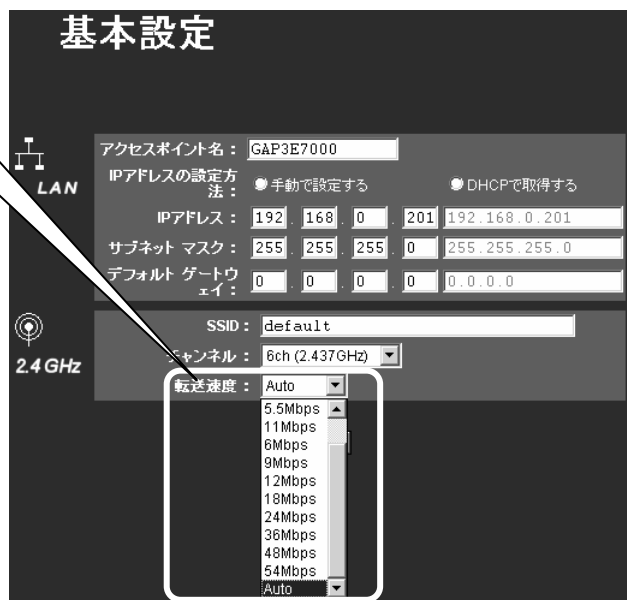 基本設定
LAN
アクセスポイント名： GAP3E7000
IPアドレスの設定方法： 手動で設定する DHCPで取得する
IPアドレス： 192 . 168 . 0 . 201 192.168.0.201
サブネット マスク： 255 . 255 . 255 . 0 255.255.255.0
デフォルト ゲートウェイ： 0 . 0 . 0 . 0 0.0.0.0
2.4 GHz
SSID： default
チャンネル： 6ch (2.437GHz)
転送速度： Auto
5.5Mbps
11Mbps
6Mbps
9Mbps
12Mbps
18Mbps
24Mbps
36Mbps
48Mbps
54Mbps
Auto